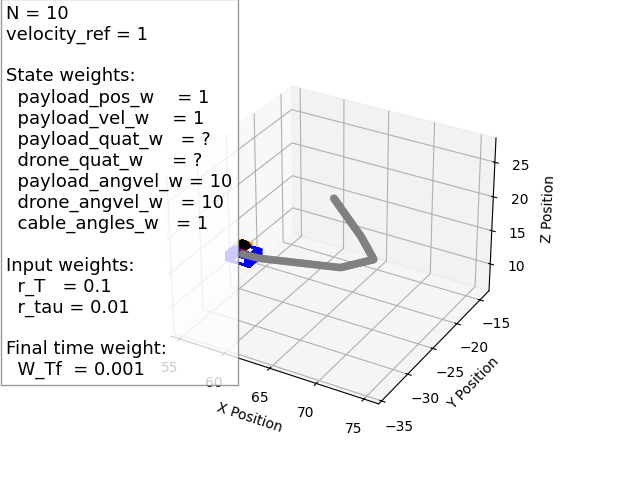 N = 10
velocity_ref = 1
State weights:
payload_pos_w = 1
payload_vel_w = 1
payload_quat_w = ?
drone_quat_w = ?
payload_angvel_w = 10
drone_angvel_w = 10
cable_angles_w = 1
Input weights:
r_T = 0.1
r_tau = 0.01
Final time weight:
W_Tf = 0.001
55
60
65
70
75
X Position
−35
−30
−25
−20
−15
Y Position
10
15
20
25
Z Position